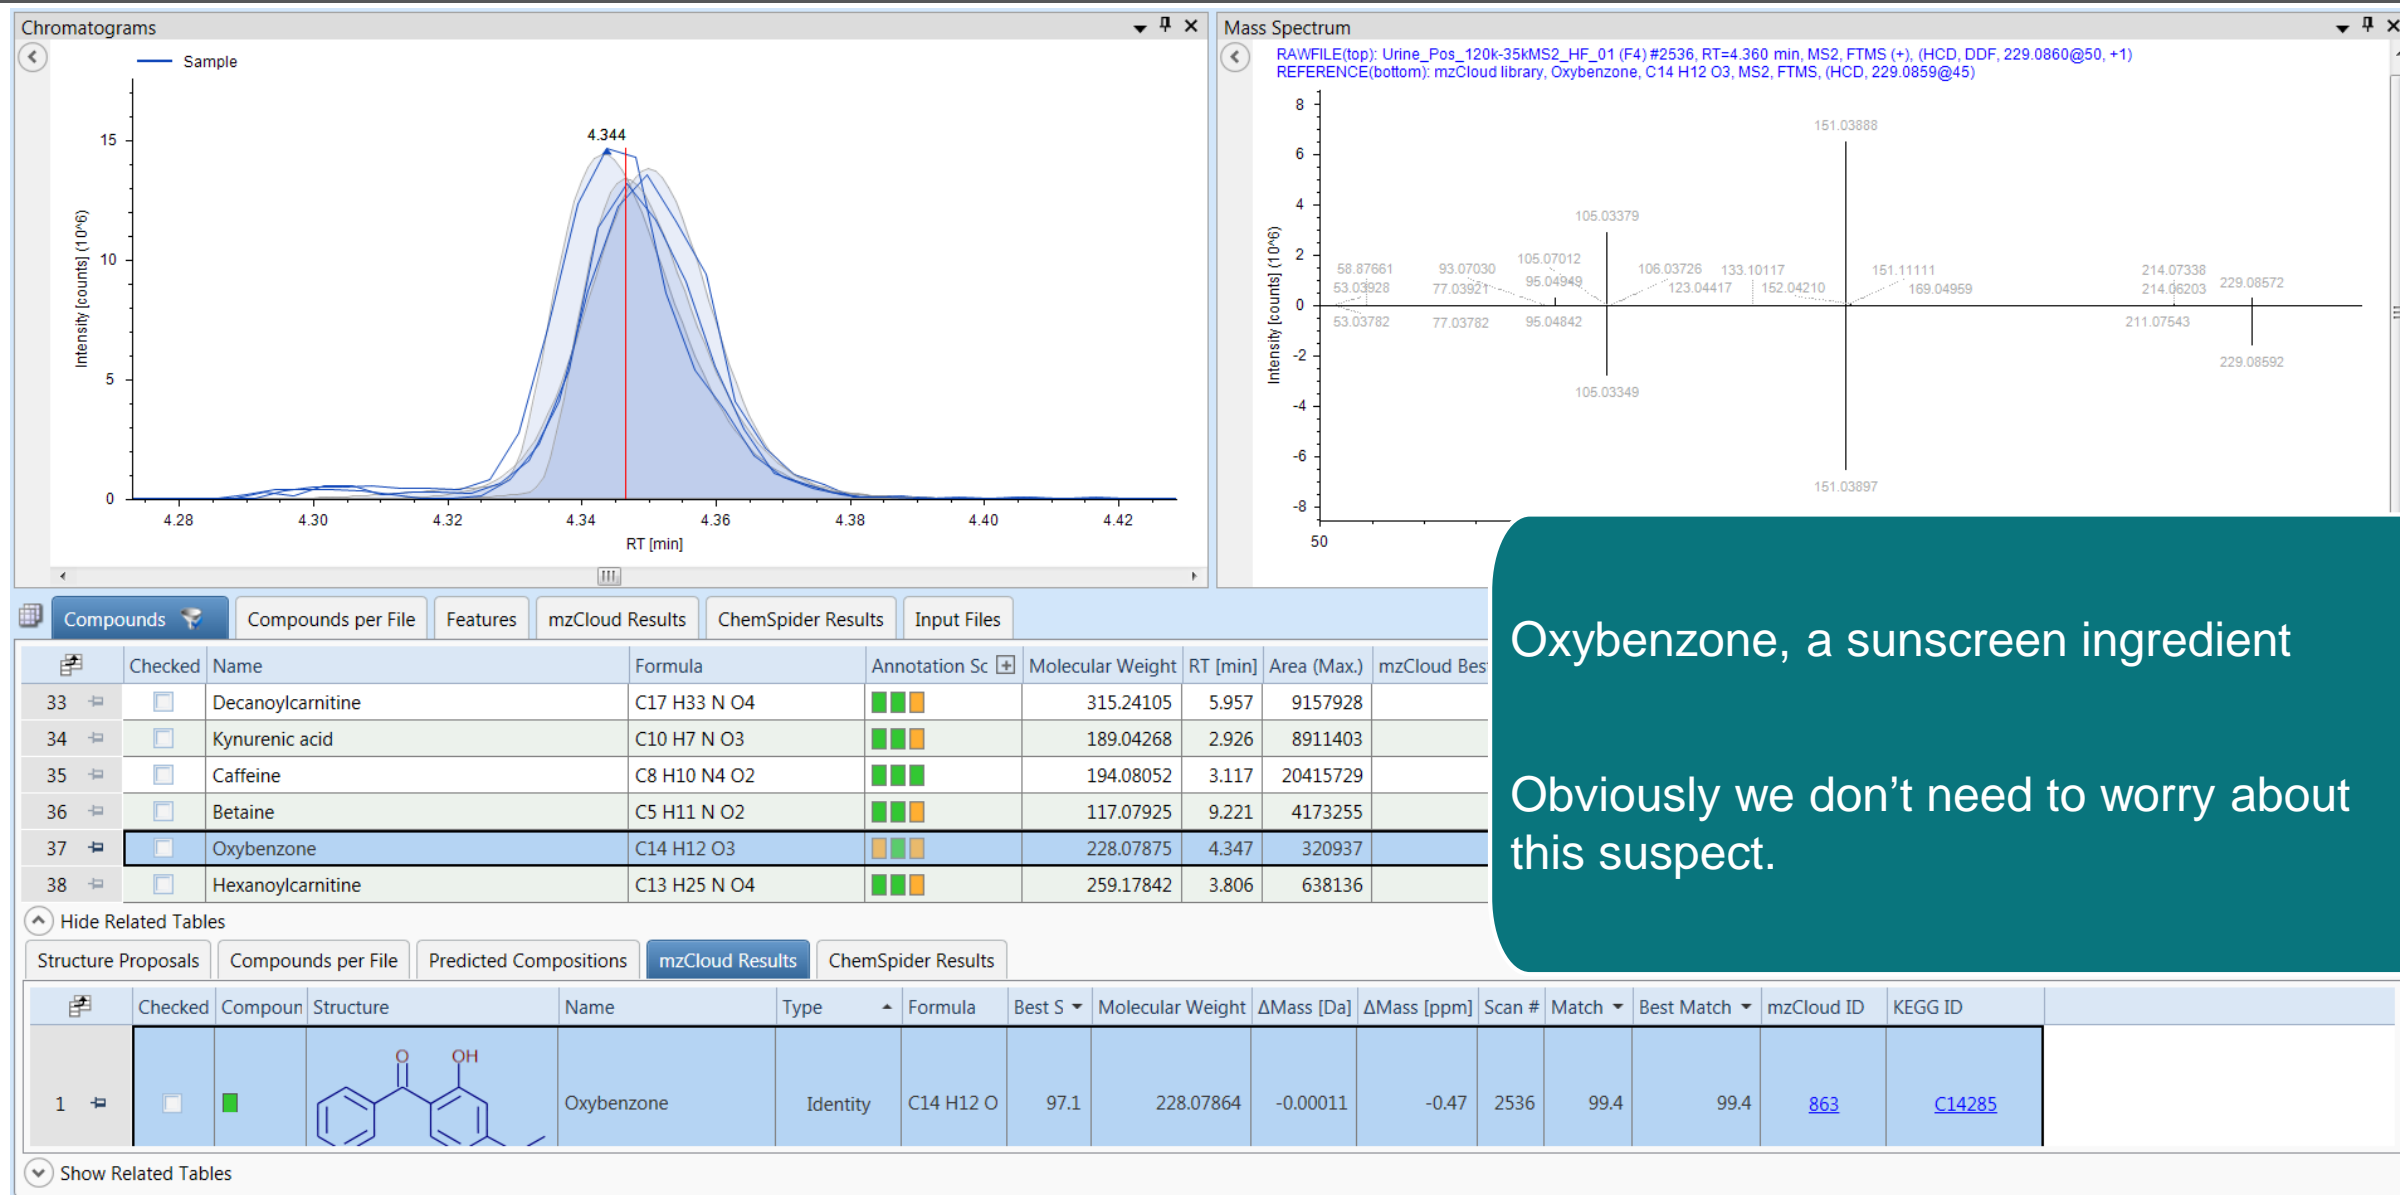 Chromatograms
Sample
4.344
15
10
5
0
Intensity [counts] (10^6)
4.28 4.30 4.32 4.34 4.36 4.38 4.40 4.42
RT [min]
Mass Spectrum
RAWFILE(top): Urine_Pos_120k-35kMS2_HF_01 (F4) #2536, RT=4.360 min, MS2, FTMS (+), (HCD, DDF, 229.0860@50, +1)
REFERENCE(bottom): mzCloud library, Oxybenzone, C14 H12 O3, MS2, FTMS, (HCD, 229.0859@45)
8
6
4
2
0
-2
-4
-6
-8
Intensity [counts] (10^6)
151.03888
105.03379
105.07012
58.87661 93.07030 106.03726 133.10117 151.11111 214.07338
95.04949 229.08572
53.03928 77.03921 123.04417 152.04210 169.04959 214.06203
53.03782 77.03782 95.04842 211.07543
229.08592
105.03349
151.03897
50
Compounds Compounds per File Features mzCloud Results ChemSpider Results Input Files
Checked Name Formula Annotation Sc Molecular Weight RT [min] Area (Max.) mzCloud Bes
33 Decanoylcarnitine C17 H33 N O4 315.24105 5.957 9157928
34 Kynurenic acid C10 H7 N O3 189.04268 2.926 8911403
35 Caffeine C8 H10 N4 O2 194.08052 3.117 20415729
36 Betaine C5 H11 N O2 117.07925 9.221 4173255
37 Oxybenzone C14 H12 O3 228.07875 4.347 320937
38 Hexanoylcarnitine C13 H25 N O4 259.17842 3.806 638136
Oxybenzone, a sunscreen ingredient
Obviously we don't need to worry about
this suspect.
Hide Related Tables
Structure Proposals Compounds per File Predicted Compositions mzCloud Results ChemSpider Results
Checked Compoun Structure Name Type Formula Best S Molecular Weight ΔMass [Da] ΔMass [ppm] Scan # Match Best Match mzCloud ID KEGG ID
O OH
1 Oxybenzone Identity C14 H12 O 97.1 228.07864 -0.00011 -0.47 2536 99.4 99.4 863 C14285
Show Related Tables